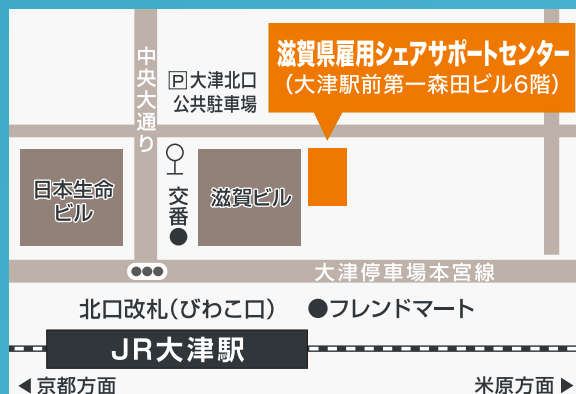 滋賀県雇用シェアサポートセンター
(大津駅前第一森田ビル6階)
中央大通り
P大津北口
公共駐車場
日本生命
ビル
交番
滋賀ビル
大津停車場本宮線
北口改札(びわこ口)
●フレンドマート
JR大津駅
◀京都方面
米原方面▶